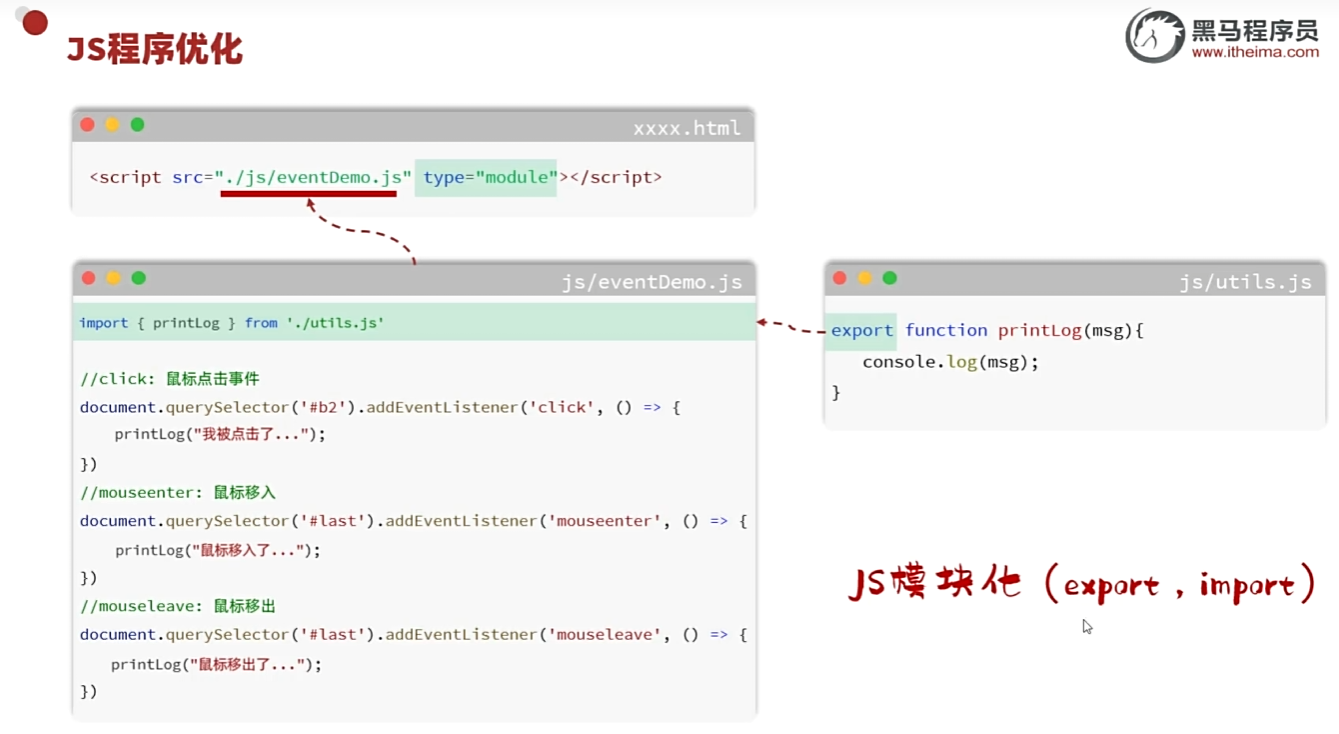 JS程序优化
黑马程序员
www.itheima.com
xxxx.html
<script src="./js/eventDemo.js" type="module"></script>
js/eventDemo.js
import { printLog } from './utils.js'
//click: 鼠标点击事件
document.querySelector('#b2').addEventListener('click', () => {
printLog("我被点击了...");
})
//mouseenter: 鼠标移入
document.querySelector('#last').addEventListener('mouseenter', () => {
printLog("鼠标移入了...");
})
//mouseleave: 鼠标移出
document.querySelector('#last').addEventListener('mouseleave', () => {
printLog("鼠标移出了...");
})
js/utils.js
export function printLog(msg){
console.log(msg);
}
JS模块化（export , import）